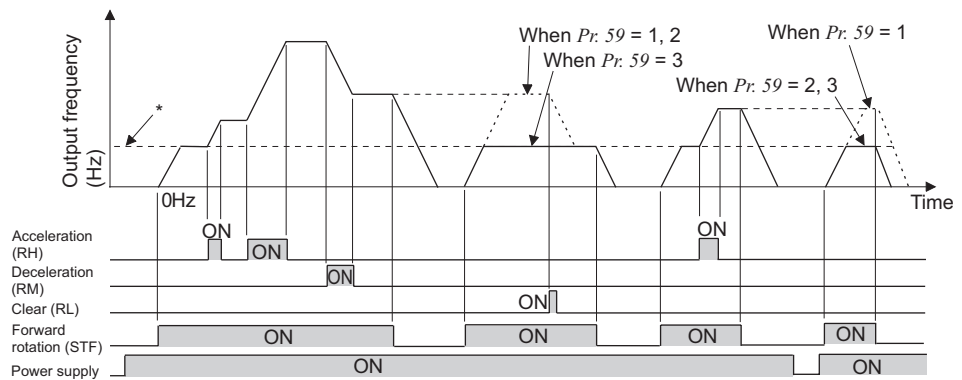 Output frequency
(Hz)
*
When Pr. 59 = 1, 2
When Pr. 59 = 3
When Pr. 59 = 1
When Pr. 59 = 2, 3
0Hz
Time
Acceleration
(RH)
ON
ON
ON
Deceleration
(RM)
ON
Clear (RL)
ON
Forward
rotation (STF)
ON
ON
ON
ON
Power supply
ON
ON